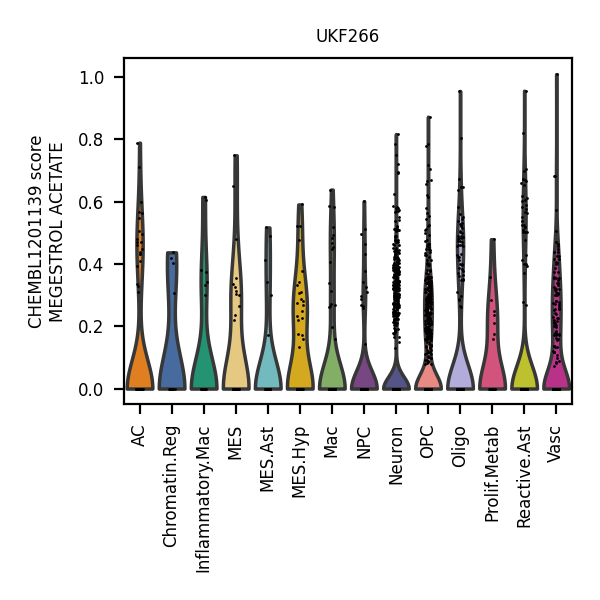 UKF266
CHEMBL1201139 score
MEGESTROL ACETATE
1.0
0.8
0.6
0.4
0.2
0.0
AC
Chromatin.Reg
Inflammatory.Mac
MES
MES.Ast
MES.Hyp
Mac
NPC
Neuron
OPC
Oligo
Prolif.Metab
Reactive.Ast
Vasc